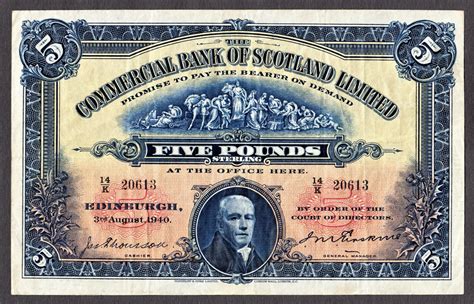 5 THE 5
COMMERCIAL BANK OF SCOTLAND LIMITED
PROMISE TO PAY THE BEARER ON DEMAND
FIVE POUNDS
STERLING
AT THE OFFICE HERE.
14/K 20613 14/K 20613
EDINBURGH, BY ORDER OF THE
3rd August, 1940. COURT OF DIRECTORS.
CASHIER GENERAL MANAGER
5 5